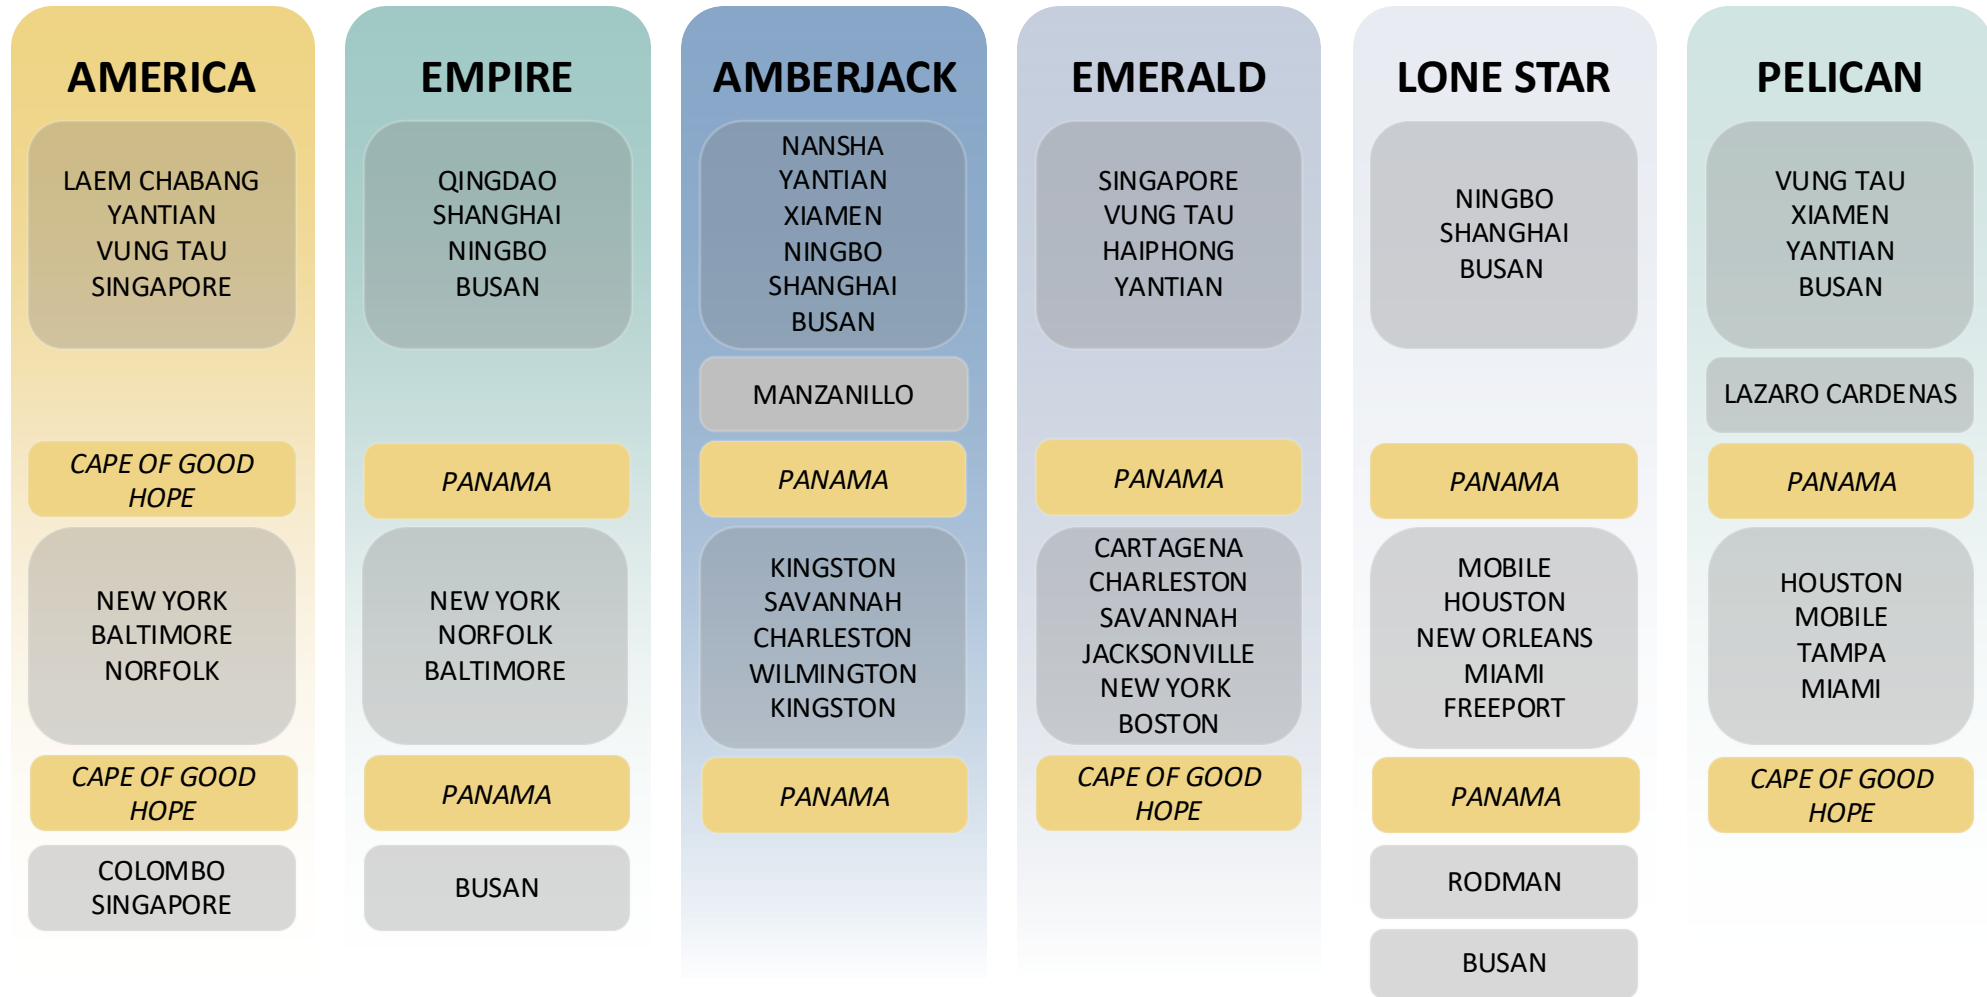 AMERICA
LAEM CHABANG
YANTIAN
VUNG TAU
SINGAPORE
CAPE OF GOOD
HOPE
NEW YORK
BALTIMORE
NORFOLK
CAPE OF GOOD
HOPE
COLOMBO
SINGAPORE
EMPIRE
QINGDAO
SHANGHAI
NINGBO
BUSAN
PANAMA
NEW YORK
NORFOLK
BALTIMORE
PANAMA
BUSAN
AMBERJACK
NANSHA
YANTIAN
XIAMEN
NINGBO
SHANGHAI
BUSAN
MANZANILLO
PANAMA
KINGSTON
SAVANNAH
CHARLESTON
WILMINGTON
KINGSTON
PANAMA
EMERALD
SINGAPORE
VUNG TAU
HAIPHONG
YANTIAN
PANAMA
CARTAGENA
CHARLESTON
SAVANNAH
JACKSONVILLE
NEW YORK
BOSTON
CAPE OF GOOD
HOPE
LONE STAR
NINGBO
SHANGHAI
BUSAN
PANAMA
MOBILE
HOUSTON
NEW ORLEANS
MIAMI
FREEPORT
PANAMA
RODMAN
BUSAN
PELICAN
VUNG TAU
XIAMEN
YANTIAN
BUSAN
LAZARO CARDENAS
PANAMA
HOUSTON
MOBILE
TAMPA
MIAMI
CAPE OF GOOD
HOPE